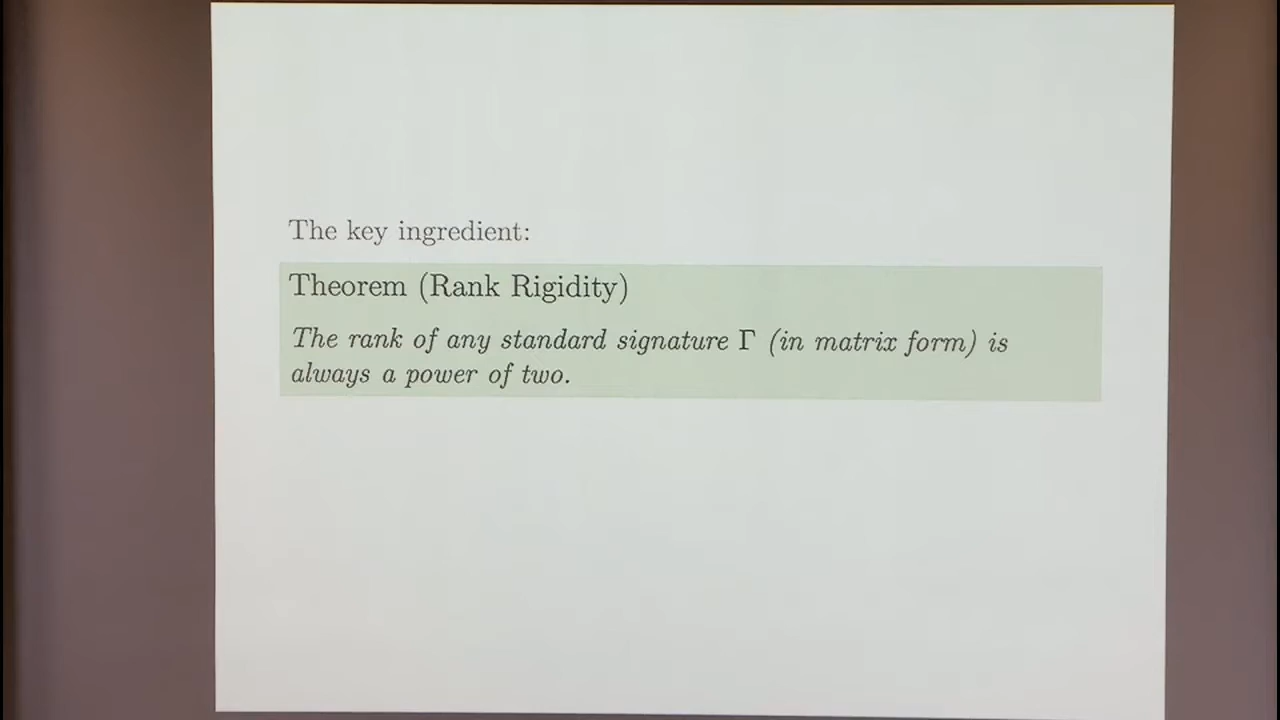 The key ingredient:
Theorem (Rank Rigidity)
The rank of any standard signature Γ (in matrix form) is
always a power of two.